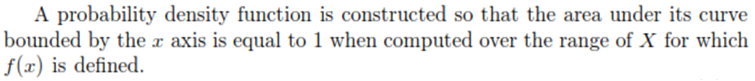 A probability density function is constructed so that the area under its curve
bounded by the x axis is equal to 1 when computed over the range of X for which
f(x) is defined.